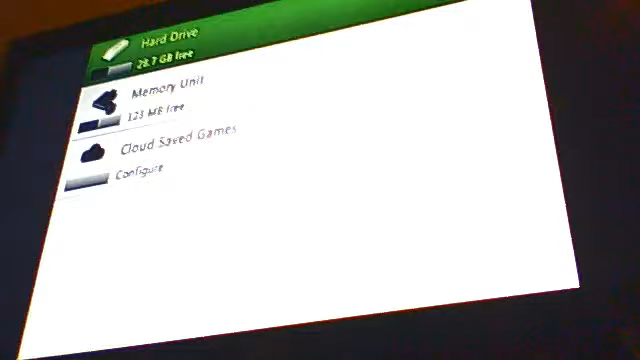 Hard Drive
28.7 GB free
Memory Unit
123 MB free
Cloud Saved Games
Configure